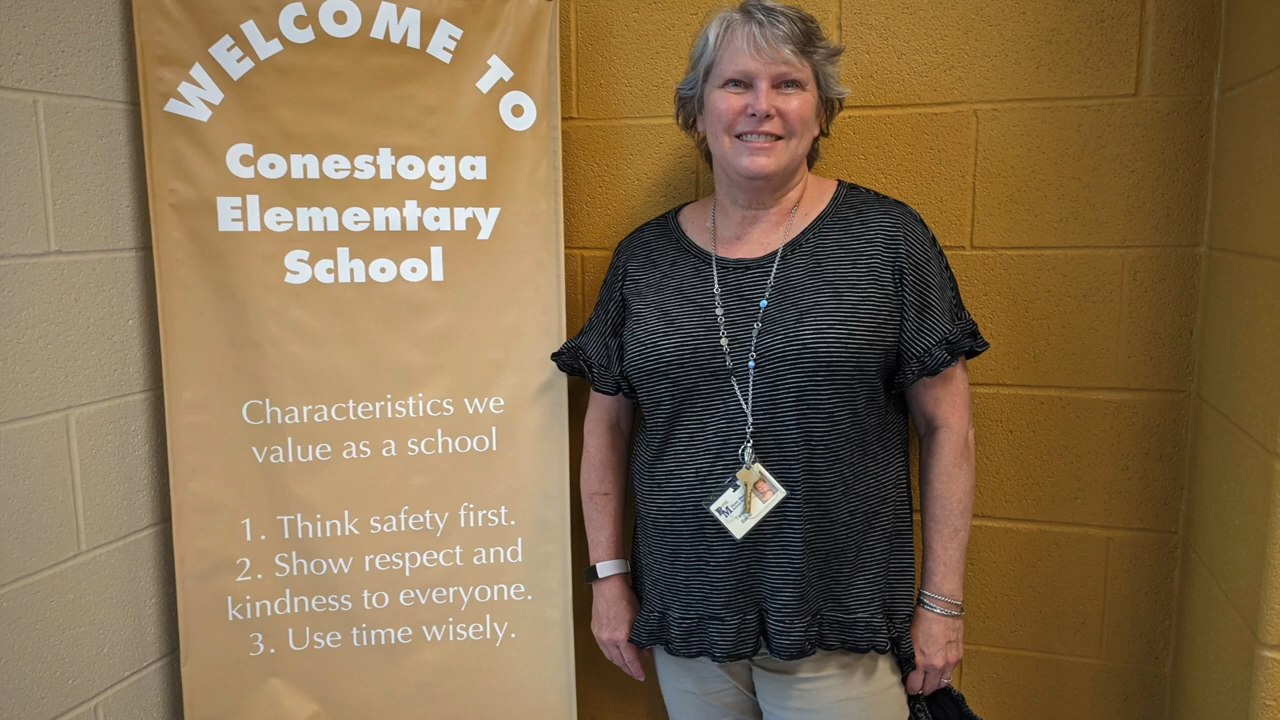 WELCOME TO
Conestoga
Elementary
School
Characteristics we
value as a school
1. Think safety first.
2. Show respect and
kindness to everyone.
3. Use time wisely.